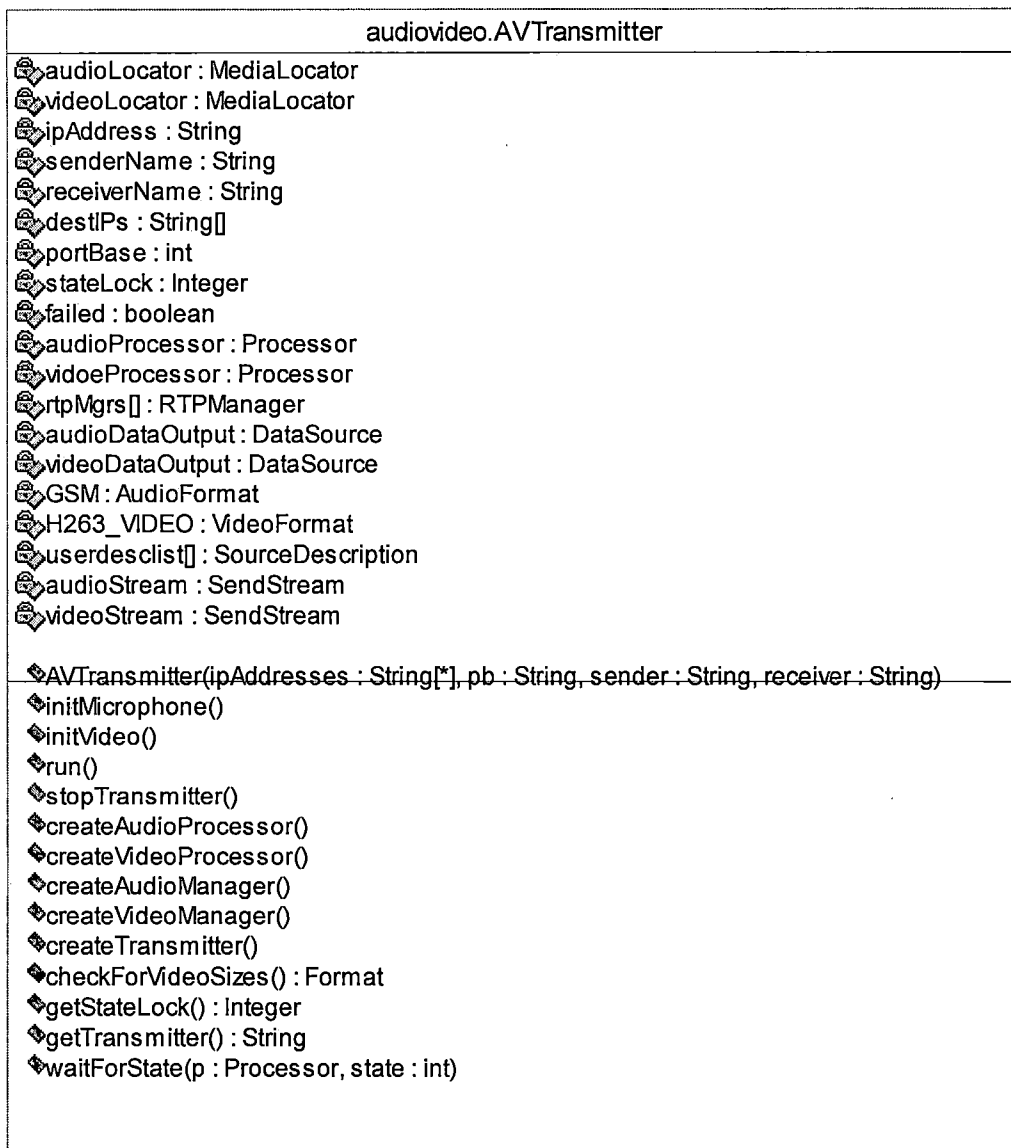 audiovideo.AVTransmitter
audioLocator : MediaLocator
videoLocator : MediaLocator
ipAddress : String
senderName : String
receiverName : String
destIPs : String[]
portBase : int
stateLock : Integer
failed : boolean
audioProcessor : Processor
vidoeProcessor : Processor
rtpMgrs[] : RTPManager
audioDataOutput : DataSource
videoDataOutput : DataSource
GSM : AudioFormat
H263_VIDEO : VideoFormat
userdesclist[] : SourceDescription
audioStream : SendStream
videoStream : SendStream
AVTransmitter(ipAddresses : String[*], pb : String, sender : String, receiver : String)
initMicrophone()
initVideo()
run()
stopTransmitter()
createAudioProcessor()
createVideoProcessor()
createAudioManager()
createVideoManager()
createTransmitter()
checkForVideoSizes() : Format
getStateLock() : Integer
getTransmitter() : String
waitForState(p : Processor, state : int)